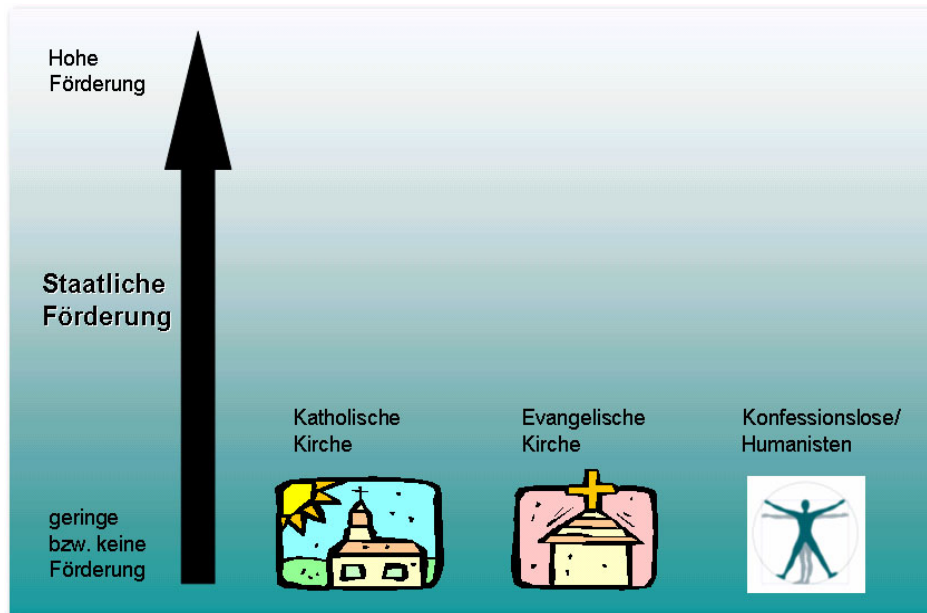 Hohe
Förderung
Staatliche
Förderung
Katholische
Kirche
Evangelische
Kirche
Konfessionslose/
Humanisten
geringe
bzw. keine
Förderung